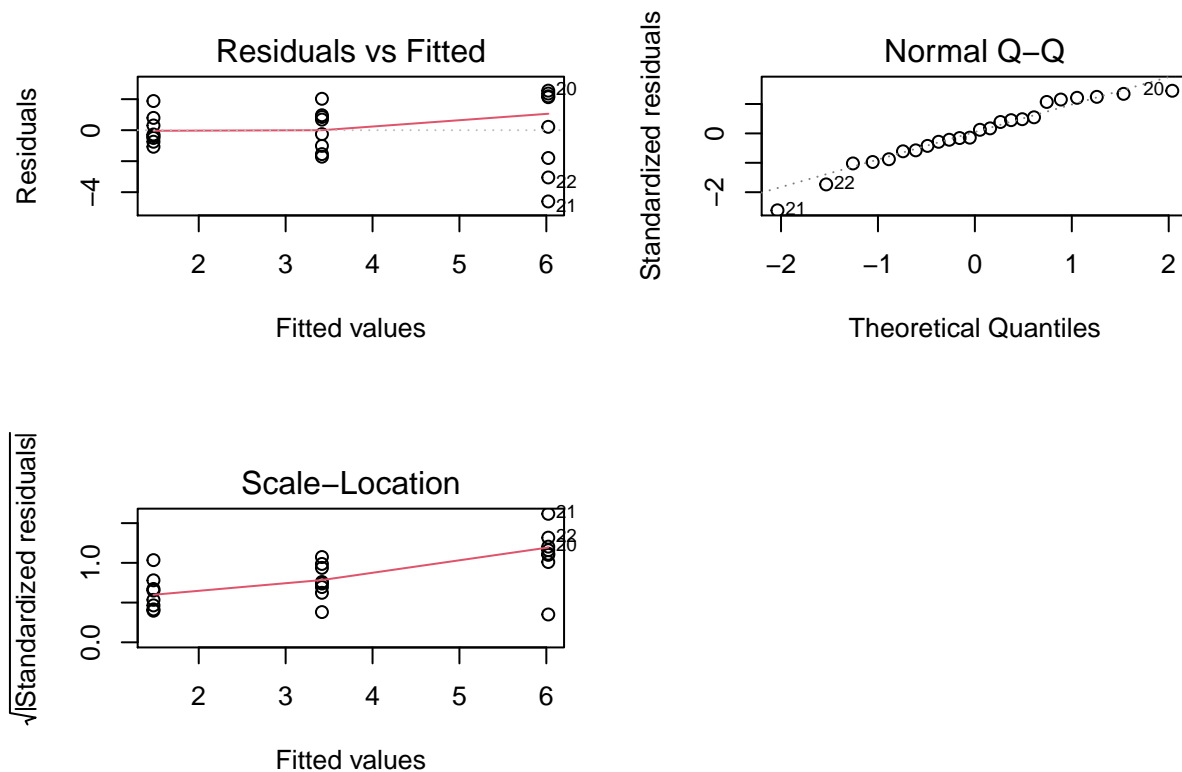 Residuals vs Fitted
Residuals
0
−4
20
22
21
2 3 4 5 6
Fitted values
Normal Q−Q
Standardized residuals
0
−2
20
22
21
−2 −1 0 1 2
Theoretical Quantiles
Scale−Location
√|Standardized residuals|
1.0
0.0
21
22
20
2 3 4 5 6
Fitted values